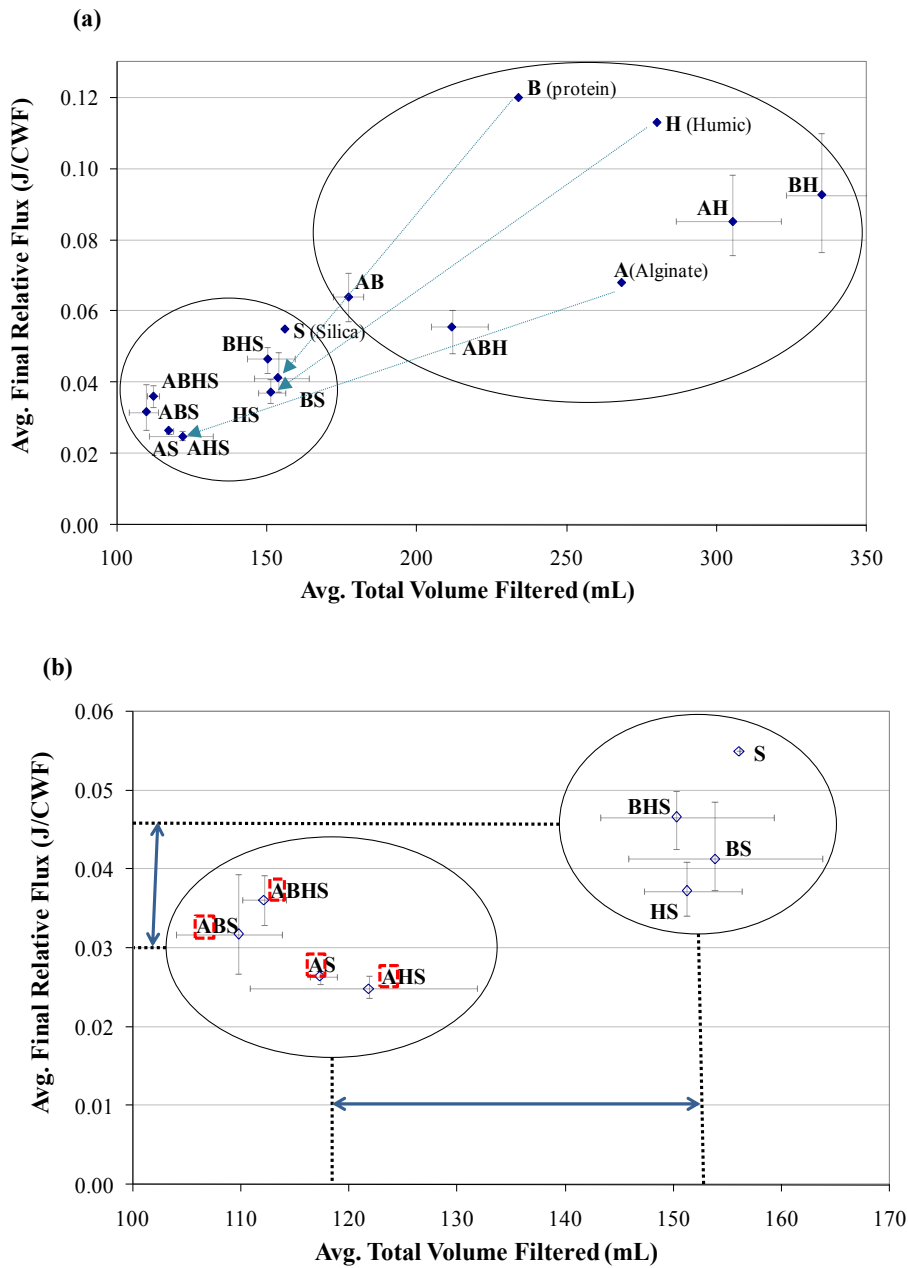 (a)
Avg. Final Relative Flux (J/CWF)
0.12
0.10
0.08
0.06
0.04
0.02
0.00
B (protein)
H (Humic)
BH
AH
A(Alginate)
AB
ABH
S (Silica)
BHS
BS
ABHS
HS
ABS
AS AHS
100 150 200 250 300 350
Avg. Total Volume Filtered (mL)
(b)
Avg. Final Relative Flux (J/CWF)
0.06
0.05
0.04
0.03
0.02
0.01
0.00
S
BHS
BS
HS
ABHS
ABS
AS
AHS
100 110 120 130 140 150 160 170
Avg. Total Volume Filtered (mL)